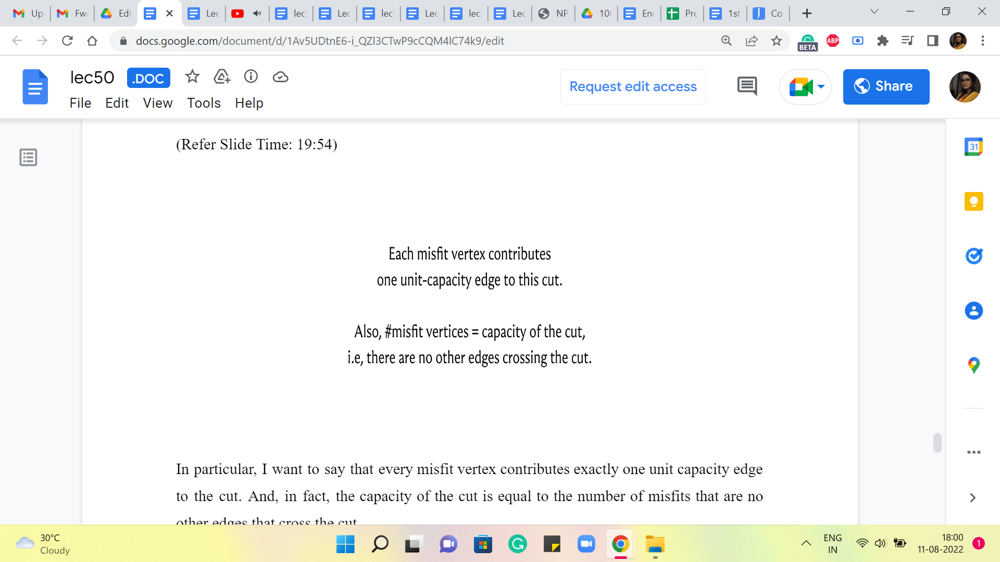 Up
Fw
Edi
Lec
lec
Lec
lec
Lec
lec
Lec
NP
10
En
Pro
1st
Co
docs.google.com/document/d/1Av5UDtnE6-i_QZl3CTwP9cCQM4lC74k9/edit
BETA
ABP
lec50
.DOC
File Edit View Tools Help
Request edit access
Share
31
(Refer Slide Time: 19:54)
Each misfit vertex contributes
one unit-capacity edge to this cut.
Also, #misfit vertices = capacity of the cut,
i.e, there are no other edges crossing the cut.
In particular, I want to say that every misfit vertex contributes exactly one unit capacity edge
to the cut. And, in fact, the capacity of the cut is equal to the number of misfits that are no
other edges that cross the cut.
30°C
Cloudy
ENG
IN
18:00
11-08-2022
1